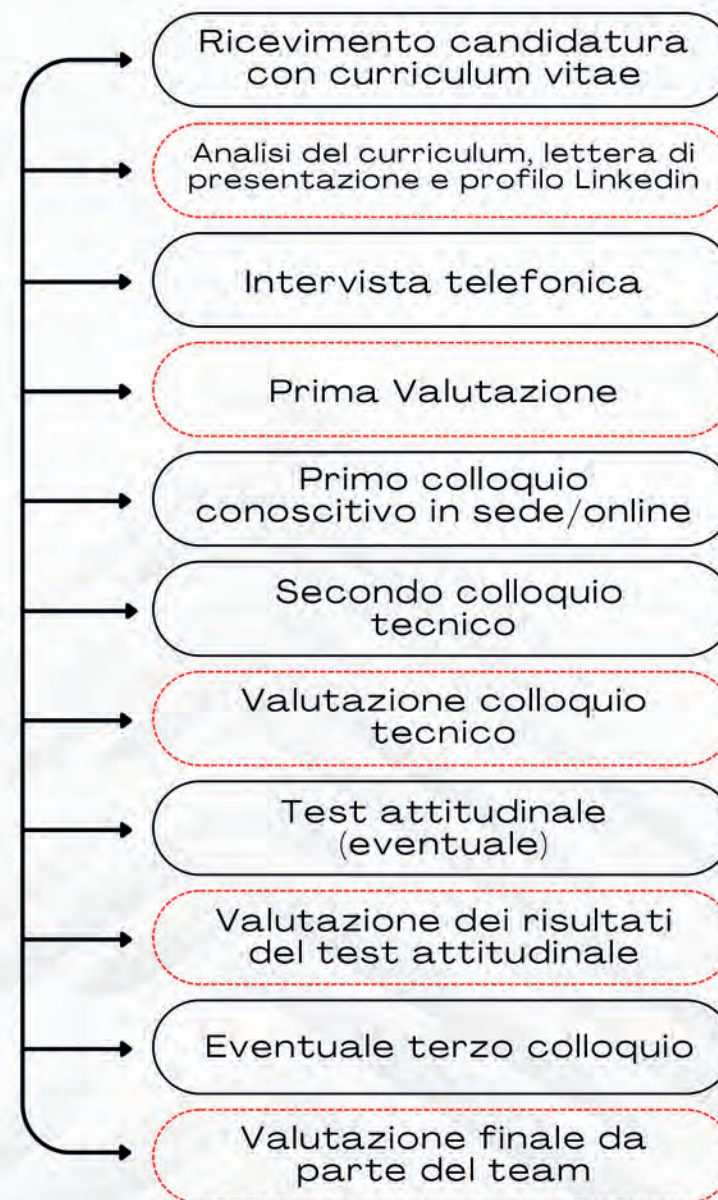 Ricevimento candidatura
con curriculum vitae
Analisi del curriculum, lettera di
presentazione e profilo Linkedin
Intervista telefonica
Prima Valutazione
Primo colloquio
conoscitivo in sede/online
Secondo colloquio
tecnico
Valutazione colloquio
tecnico
Test attitudinale
(eventuale)
Valutazione dei risultati
del test attitudinale
Eventuale terzo colloquio
Valutazione finale da
parte del team